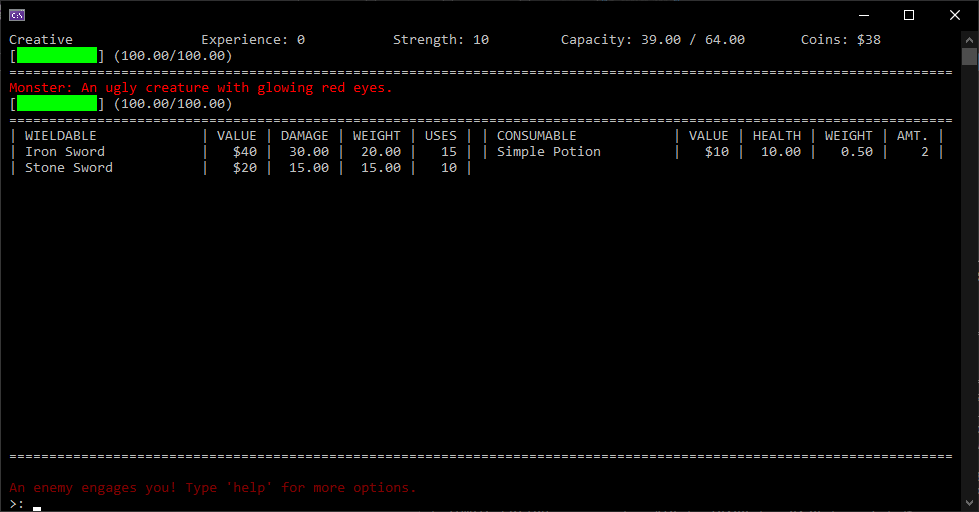 Creative Experience: 0 Strength: 10 Capacity: 39.00 / 64.00 Coins: $38
[ ] (100.00/100.00)
======================================================================================================================
Monster: An ugly creature with glowing red eyes.
[ ] (100.00/100.00)
======================================================================================================================
| WIELDABLE | VALUE | DAMAGE | WEIGHT | USES | | CONSUMABLE | VALUE | HEALTH | WEIGHT | AMT. |
| Iron Sword | $40 | 30.00 | 20.00 | 15 | | Simple Potion | $10 | 10.00 | 0.50 | 2 |
| Stone Sword | $20 | 15.00 | 15.00 | 10 |
======================================================================================================================
An enemy engages you! Type 'help' for more options.
>: _